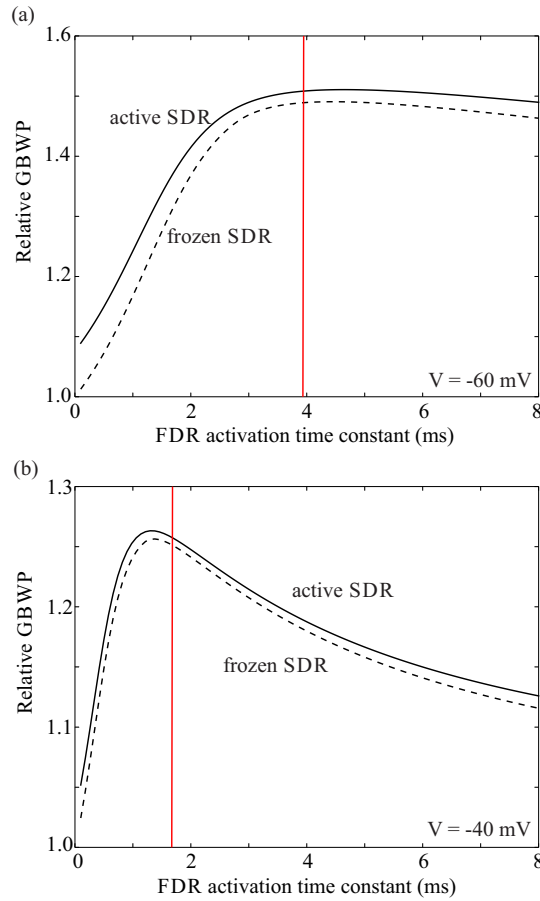 (a)
1.6
active SDR
1.4
Relative GBWP
frozen SDR
1.2
V = -60 mV
1.0
0 2 4 6 8
FDR activation time constant (ms)
(b)
1.3
1.2
active SDR
Relative GBWP
frozen SDR
1.1
V = -40 mV
1.0
0 2 4 6 8
FDR activation time constant (ms)